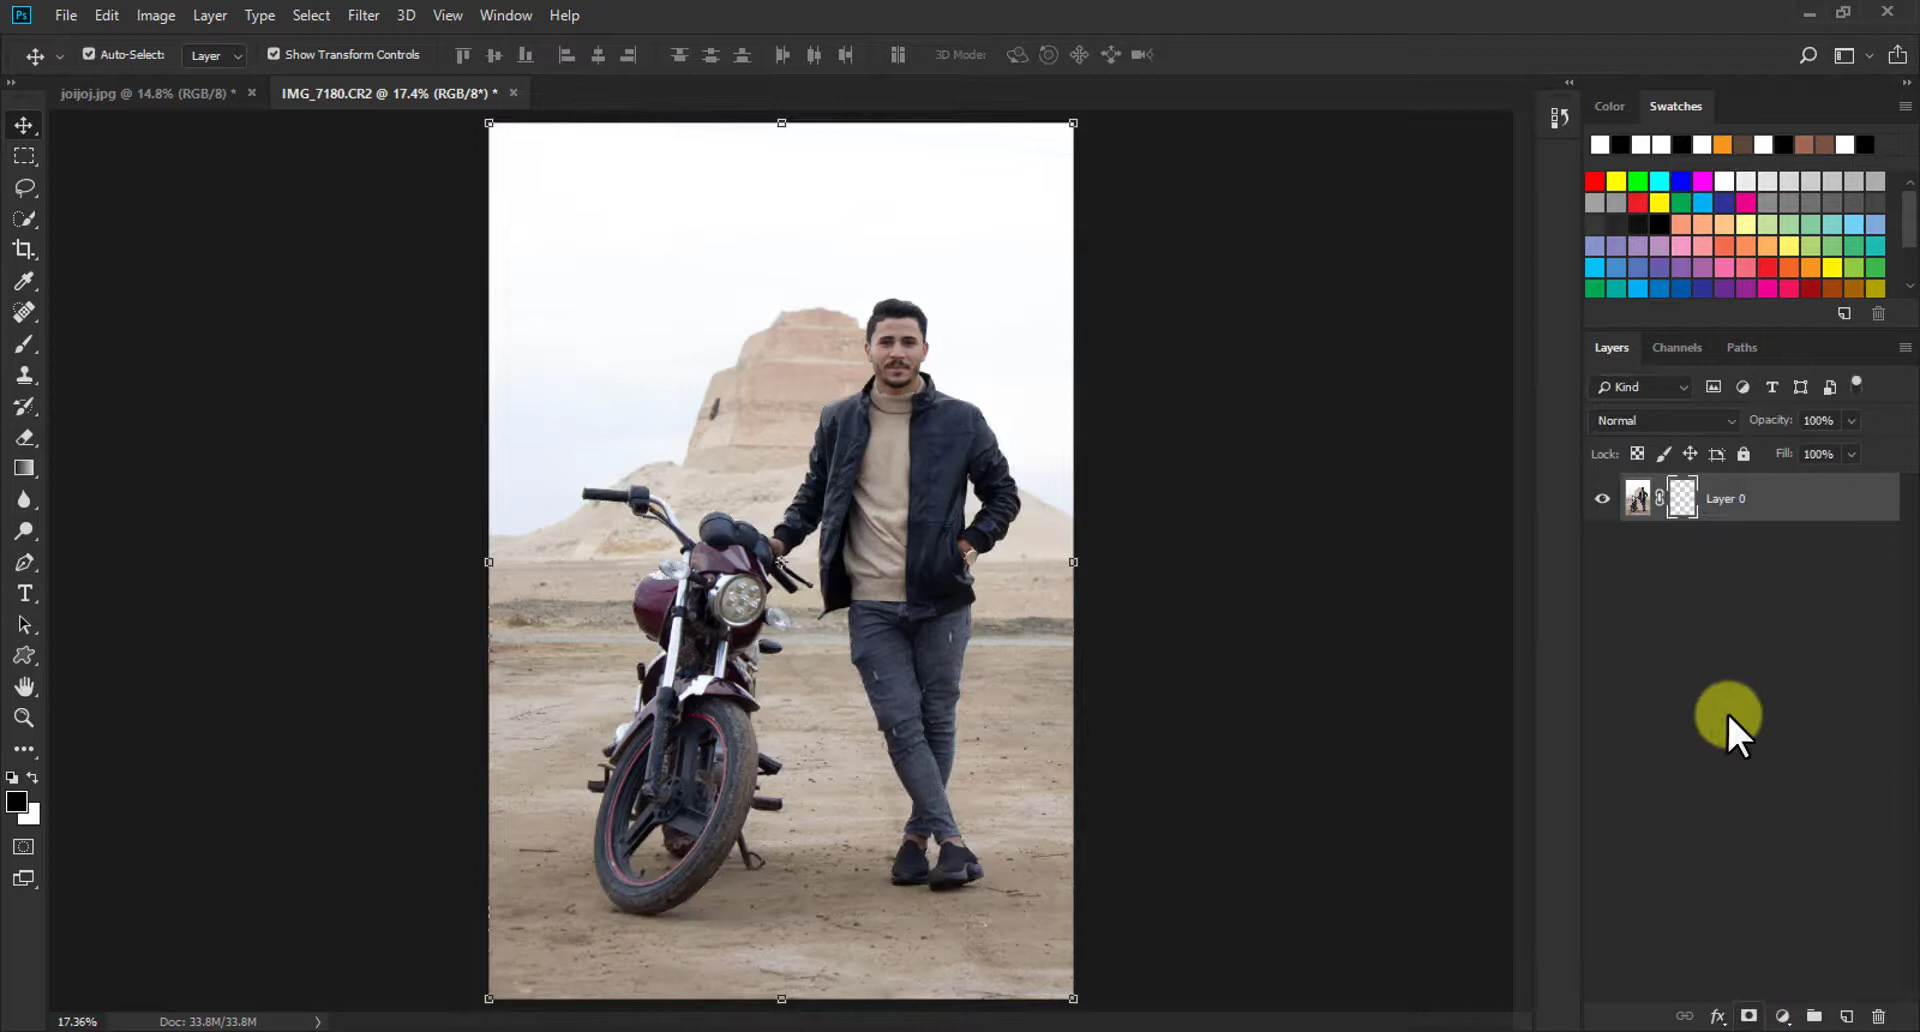 Ps File Edit Image Layer Type Select Filter 3D View Window Help
Auto-Select: Layer Show Transform Controls 3D Mode:
joijoj.jpg @ 14.8% (RGB/8) * IMG_7180.CR2 @ 17.4% (RGB/8*) *
Color Swatches
Layers Channels Paths
Kind
Normal Opacity: 100%
Lock: Fill: 100%
Layer 0
17.36% Doc: 33.8M/33.8M